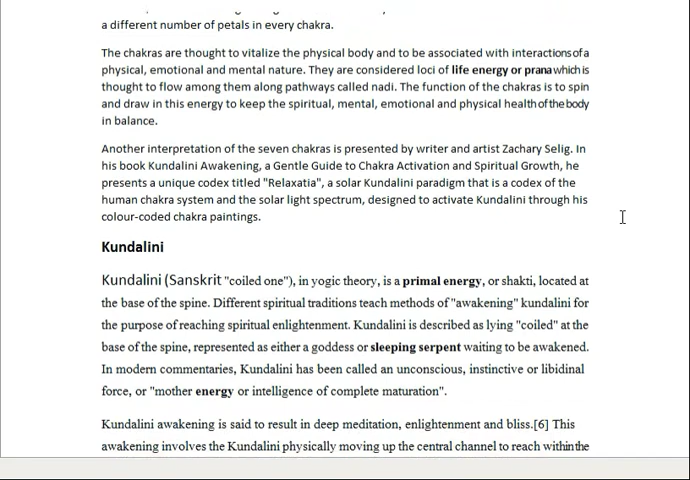 a different number of petals in every chakra.
The chakras are thought to vitalize the physical body and to be associated with interactions of a
physical, emotional and mental nature. They are considered loci of life energy or prana which is
thought to flow among them along pathways called nadi. The function of the chakras is to spin
and draw in this energy to keep the spiritual, mental, emotional and physical health of the body
in balance.
Another interpretation of the seven chakras is presented by writer and artist Zachary Selig. In
his book Kundalini Awakening, a Gentle Guide to Chakra Activation and Spiritual Growth, he
presents a unique codex titled "Relaxatia", a solar Kundalini paradigm that is a codex of the
human chakra system and the solar light spectrum, designed to activate Kundalini through his
colour-coded chakra paintings.
Kundalini
Kundalini (Sanskrit "coiled one"), in yogic theory, is a primal energy, or shakti, located at
the base of the spine. Different spiritual traditions teach methods of "awakening" kundalini for
the purpose of reaching spiritual enlightenment. Kundalini is described as lying "coiled" at the
base of the spine, represented as either a goddess or sleeping serpent waiting to be awakened.
In modern commentaries, Kundalini has been called an unconscious, instinctive or libidinal
force, or "mother energy or intelligence of complete maturation".
Kundalini awakening is said to result in deep meditation, enlightenment and bliss.[6] This
awakening involves the Kundalini physically moving up the central channel to reach within the